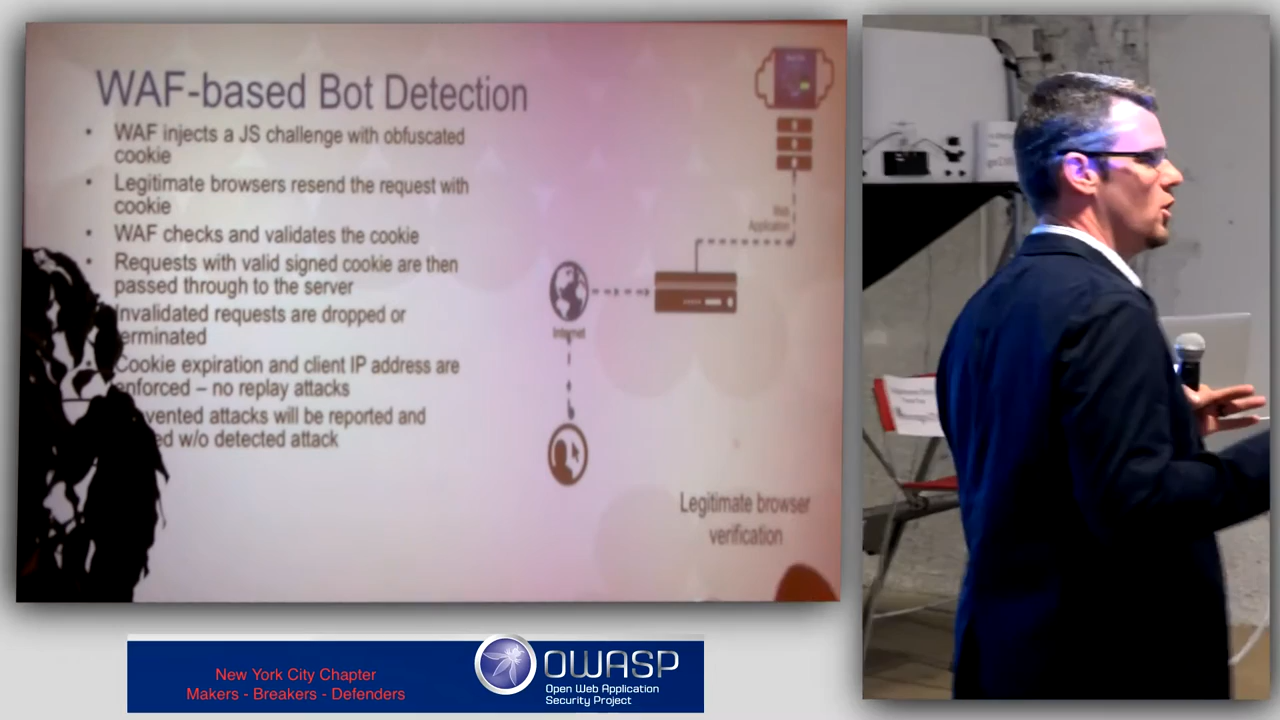 WAF-based Bot Detection
• WAF injects a JS challenge with obfuscated
cookie
• Legitimate browsers resend the request with
cookie
• WAF checks and validates the cookie
• Requests with valid signed cookie are then
passed through to the server
Invalidated requests are dropped or
erminated
Cookie expiration and client IP address are
enforced – no replay attacks
vented attacks will be reported and
ed w/o detected attack
Web
Application
Internet
Legitimate browser
verification
New York City Chapter
Makers - Breakers - Defenders
OWASP
Open Web Application
Security Project